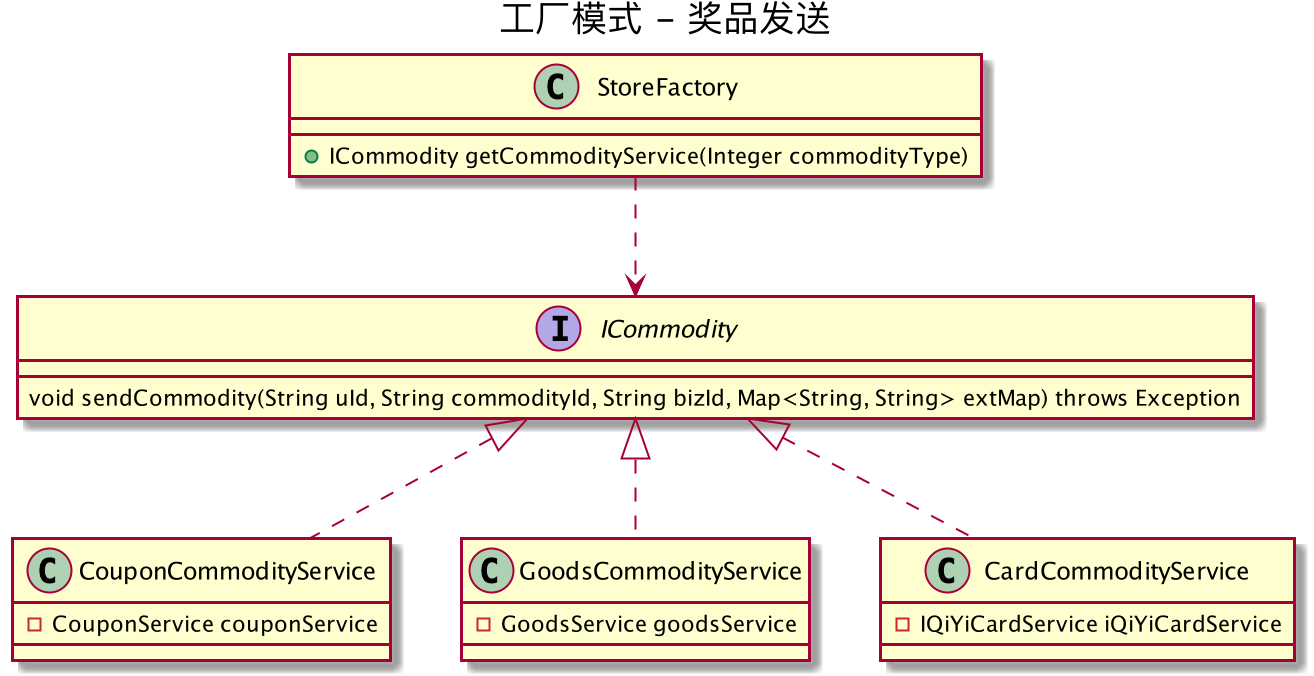 工厂模式 - 奖品发送
C StoreFactory
ICommodity getCommodityService(Integer commodityType)
I ICommodity
void sendCommodity(String uId, String commodityId, String bizId, Map<String, String> extMap) throws Exception
C CouponCommodityService
CouponService couponService
C GoodsCommodityService
GoodsService goodsService
C CardCommodityService
IQiYiCardService iQiYiCardService